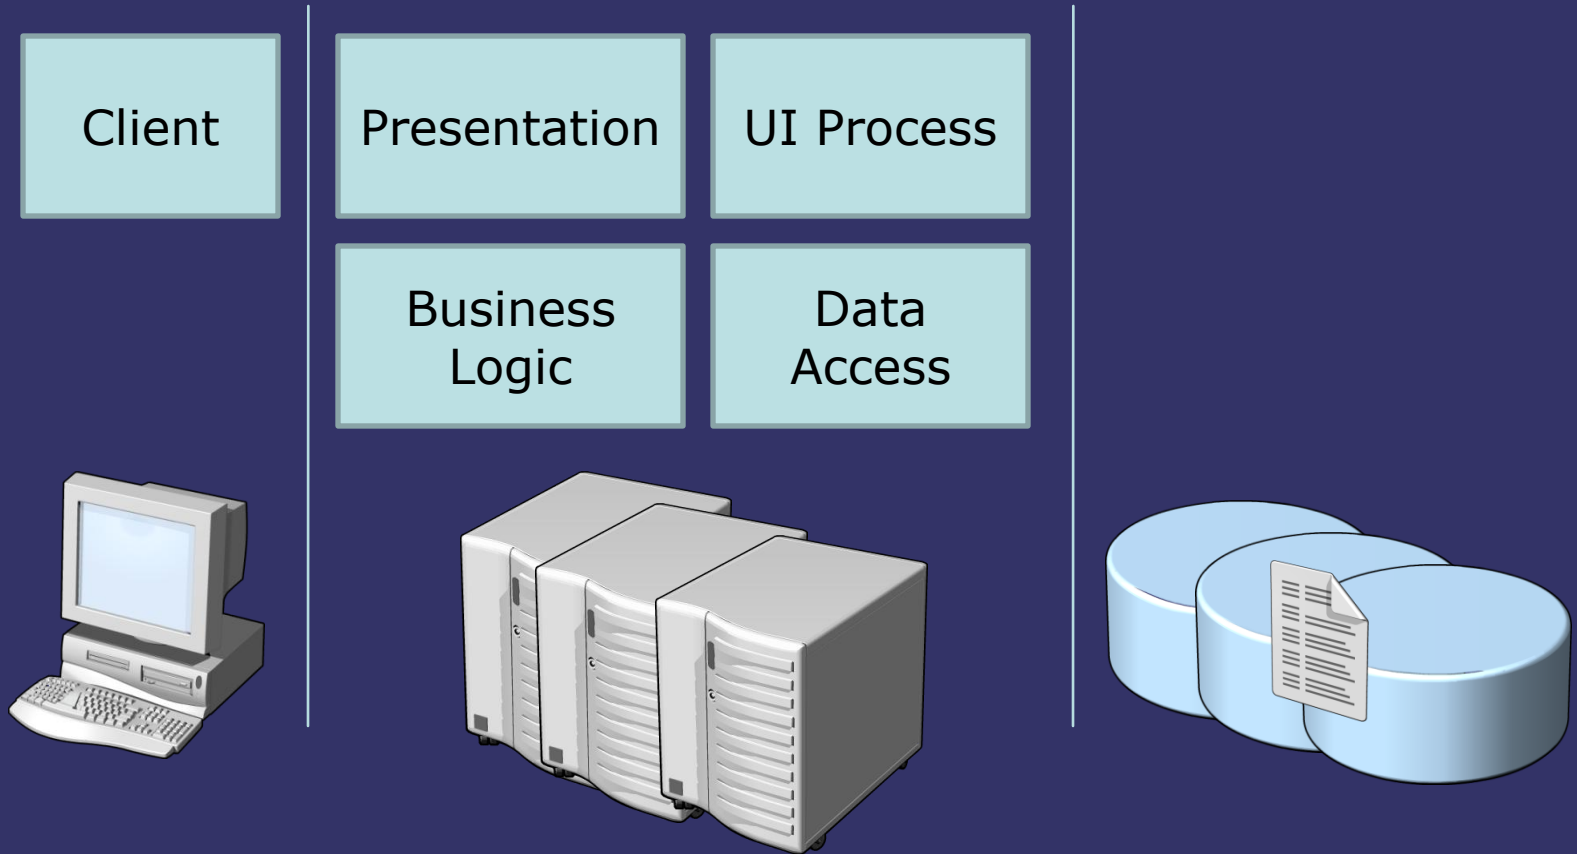 Client
Presentation
UI Process
Business
Logic
Data
Access